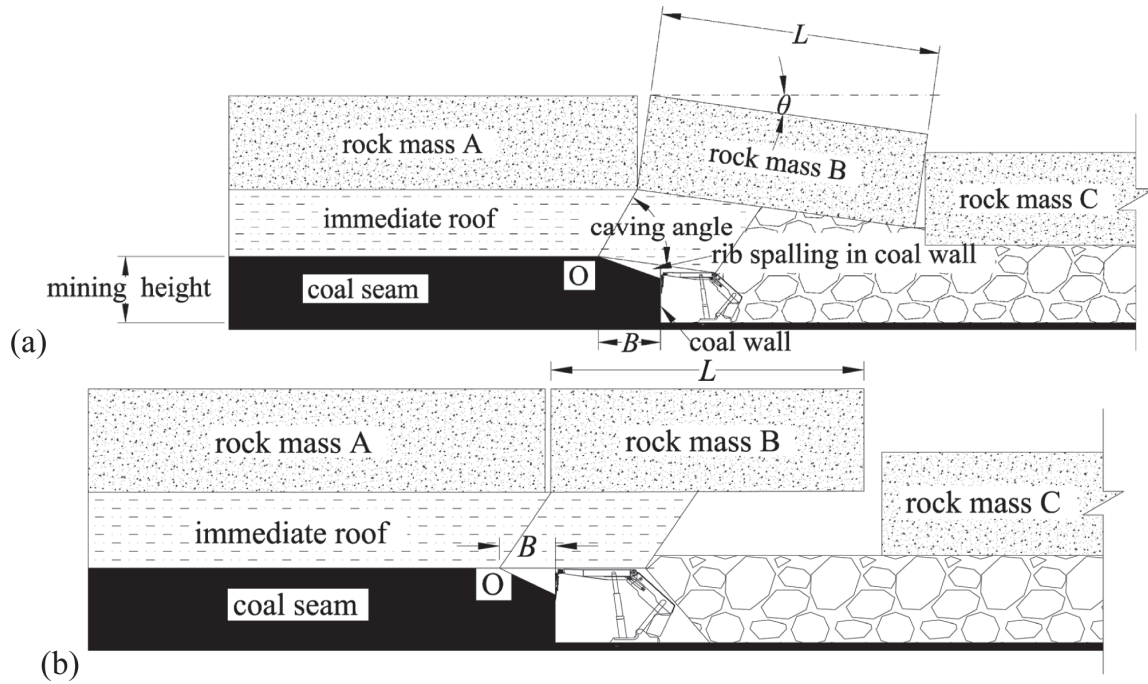 L
θ
rock mass A
rock mass B
rock mass C
immediate roof
caving angle
rib spalling in coal wall
O
mining height
coal seam
(a)
B
coal wall
L
rock mass A
rock mass B
rock mass C
immediate roof
B
O
coal seam
(b)